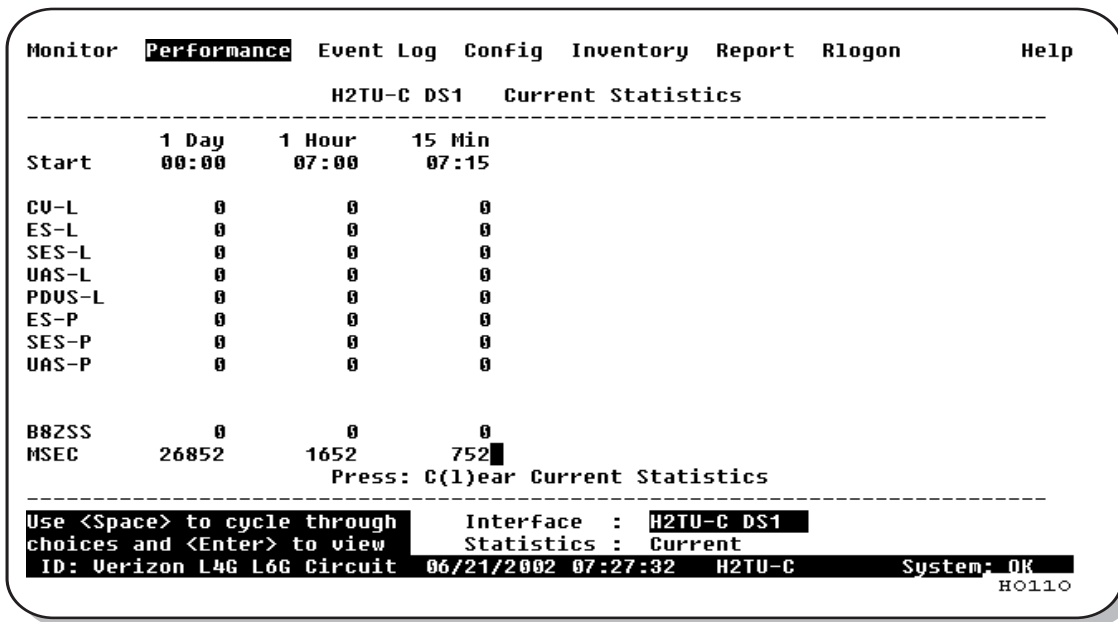 Monitor Performance Event Log Config Inventory Report Rlogon Help
H2TU-C DS1 Current Statistics
1 Day 1 Hour 15 Min
Start 00:00 07:00 07:15
CV-L 0 0 0
ES-L 0 0 0
SES-L 0 0 0
UAS-L 0 0 0
PDVS-L 0 0 0
ES-P 0 0 0
SES-P 0 0 0
UAS-P 0 0 0
B8ZSS 0 0 0
MSEC 26852 1652 752
Press: C(l)ear Current Statistics
Use <Space> to cycle through Interface : H2TU-C DS1
choices and <Enter> to view Statistics : Current
ID: Verizon L4G L6G Circuit 06/21/2002 07:27:32 H2TU-C System: OK
H0110